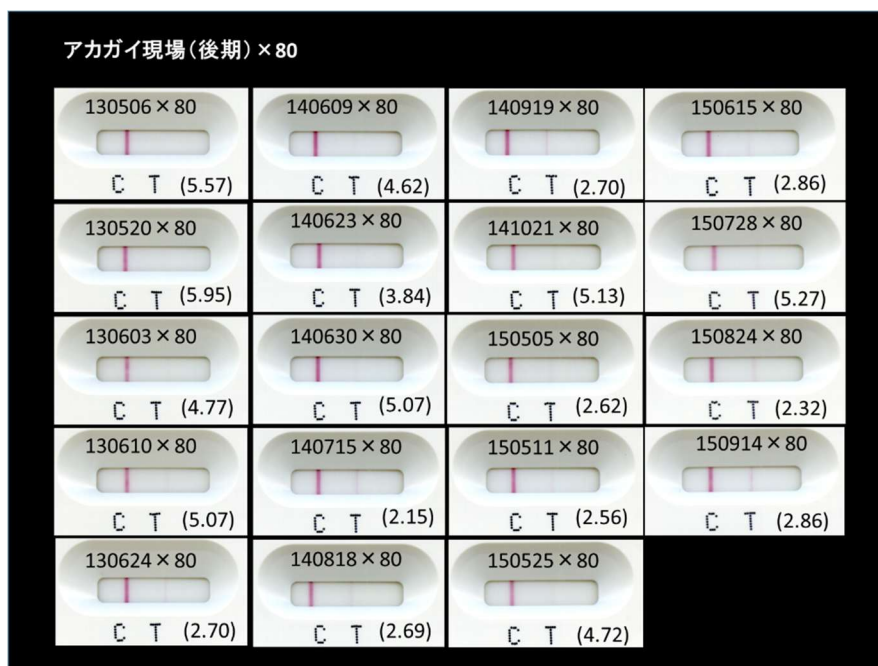 アカガイ現場（後期）×80
130506×80
C T (5.57)
140609×80
C T (4.62)
140919×80
C T (2.70)
150615×80
C T (2.86)
130520×80
C T (5.95)
140623×80
C T (3.84)
141021×80
C T (5.13)
150728×80
C T (5.27)
130603×80
C T (4.77)
140630×80
C T (5.07)
150505×80
C T (2.62)
150824×80
C T (2.32)
130610×80
C T (5.07)
140715×80
C T (2.15)
150511×80
C T (2.56)
150914×80
C T (2.86)
130624×80
C T (2.70)
140818×80
C T (2.69)
150525×80
C T (4.72)